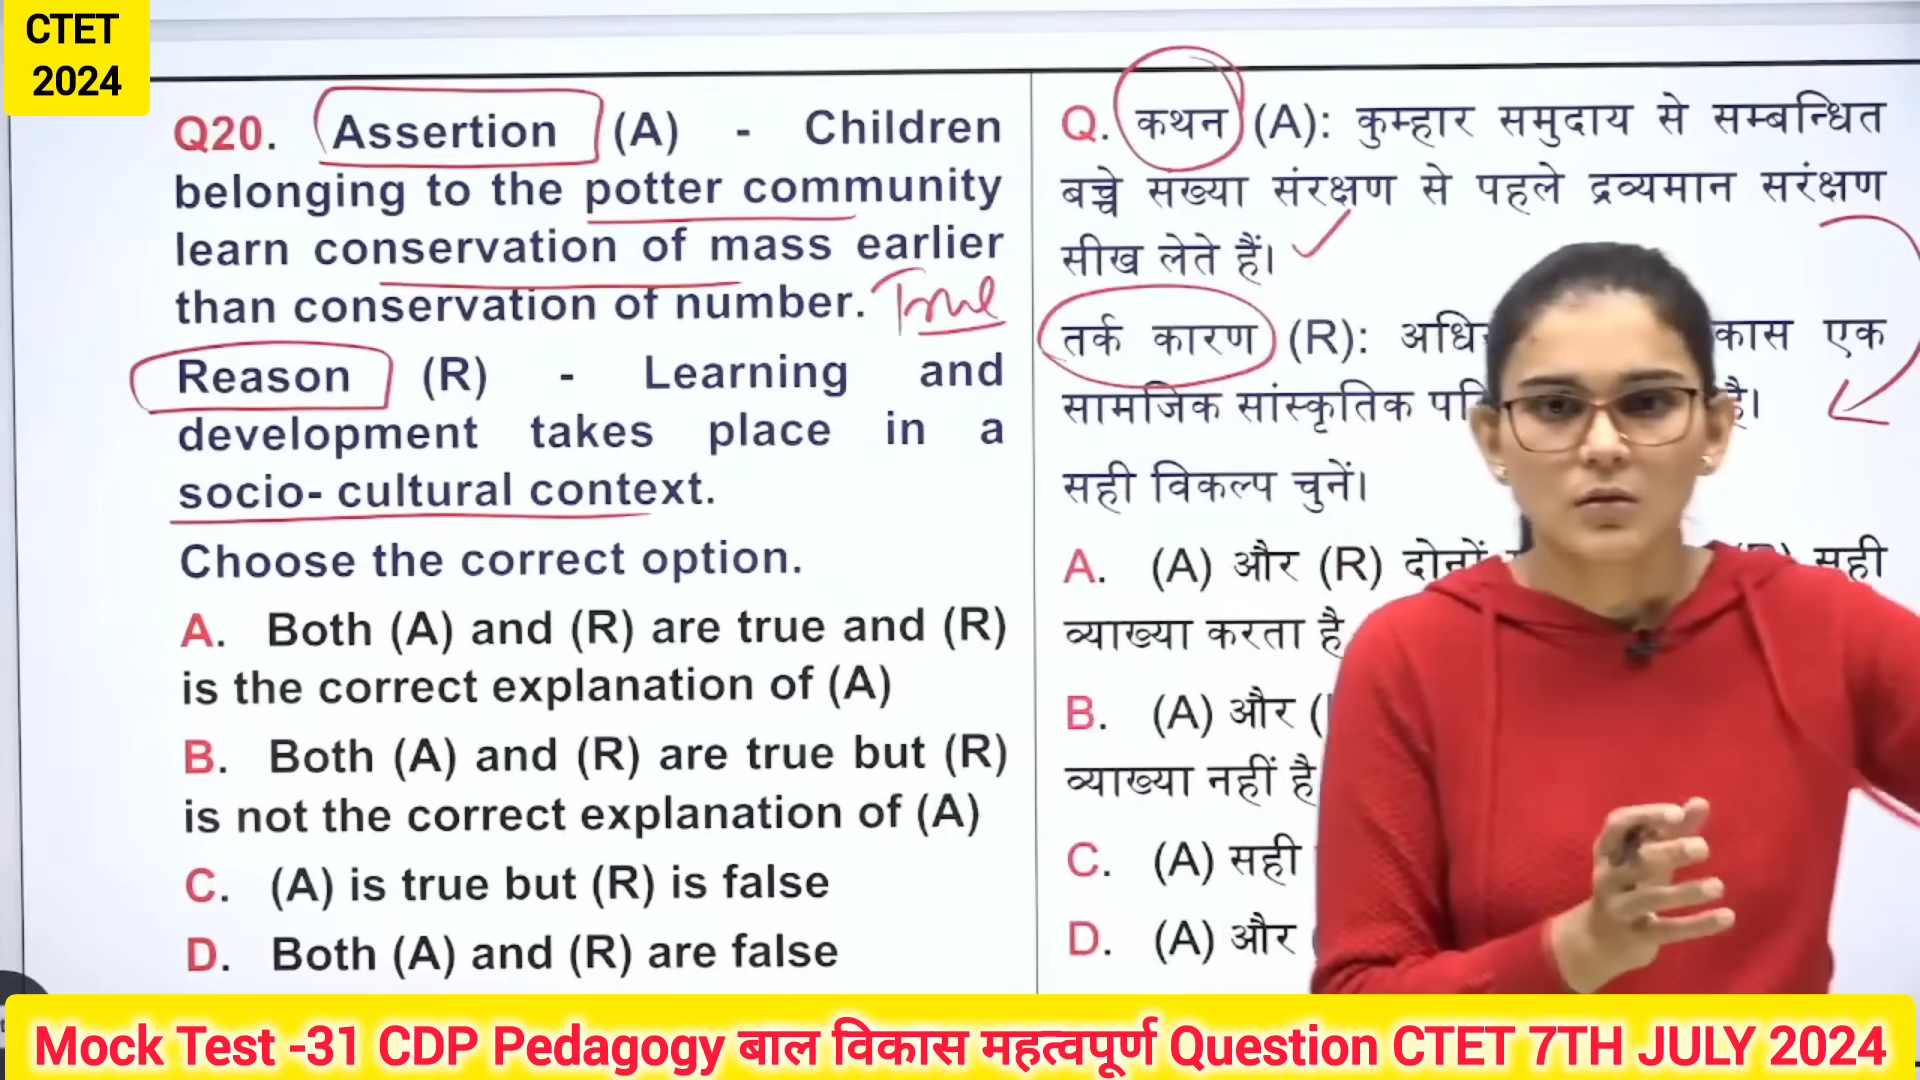 CTET
2024
Q20. Assertion (A) - Children
belonging to the potter community
learn conservation of mass earlier
than conservation of number. True
Reason (R) - Learning and
development takes place in a
socio- cultural context.
Choose the correct option.
A. Both (A) and (R) are true and (R)
is the correct explanation of (A)
B. Both (A) and (R) are true but (R)
is not the correct explanation of (A)
C. (A) is true but (R) is false
D. Both (A) and (R) are false
Q. कथन (A): कुम्हार समुदाय से सम्बन्धित
बच्चे सख्या संरक्षण से पहले द्रव्यमान सरंक्षण
सीख लेते हैं।
तर्क कारण (R): एक
सामजिक सांस्कृतिक है।
सही विकल्प चुनें।
A. (A) और (R) दोनों सही
व्याख्या करता है
B. (A) और
व्याख्या नहीं है
C. (A) सही
D. (A) और
Mock Test -31 CDP Pedagogy बाल विकास महत्वपूर्ण Question CTET 7TH JULY 2024